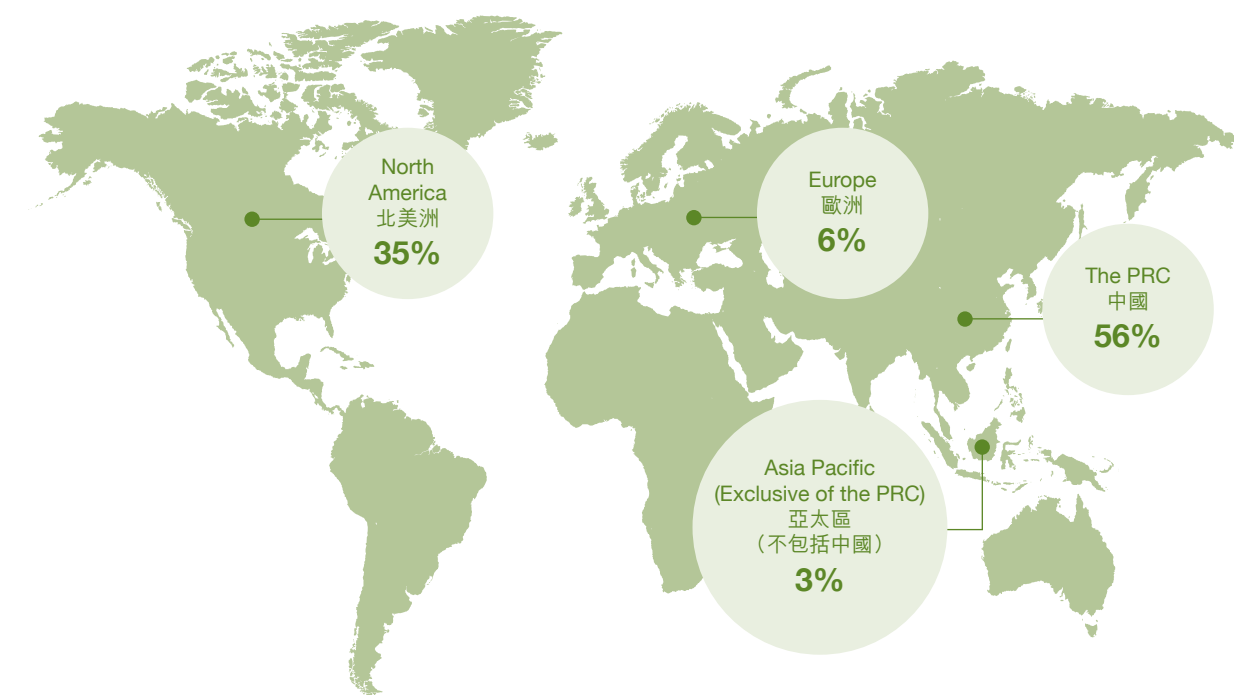 North
America
北美洲
35%
Europe
歐洲
6%
The PRC
中國
56%
Asia Pacific
(Exclusive of the PRC)
亞太區
（不包括中國）
3%